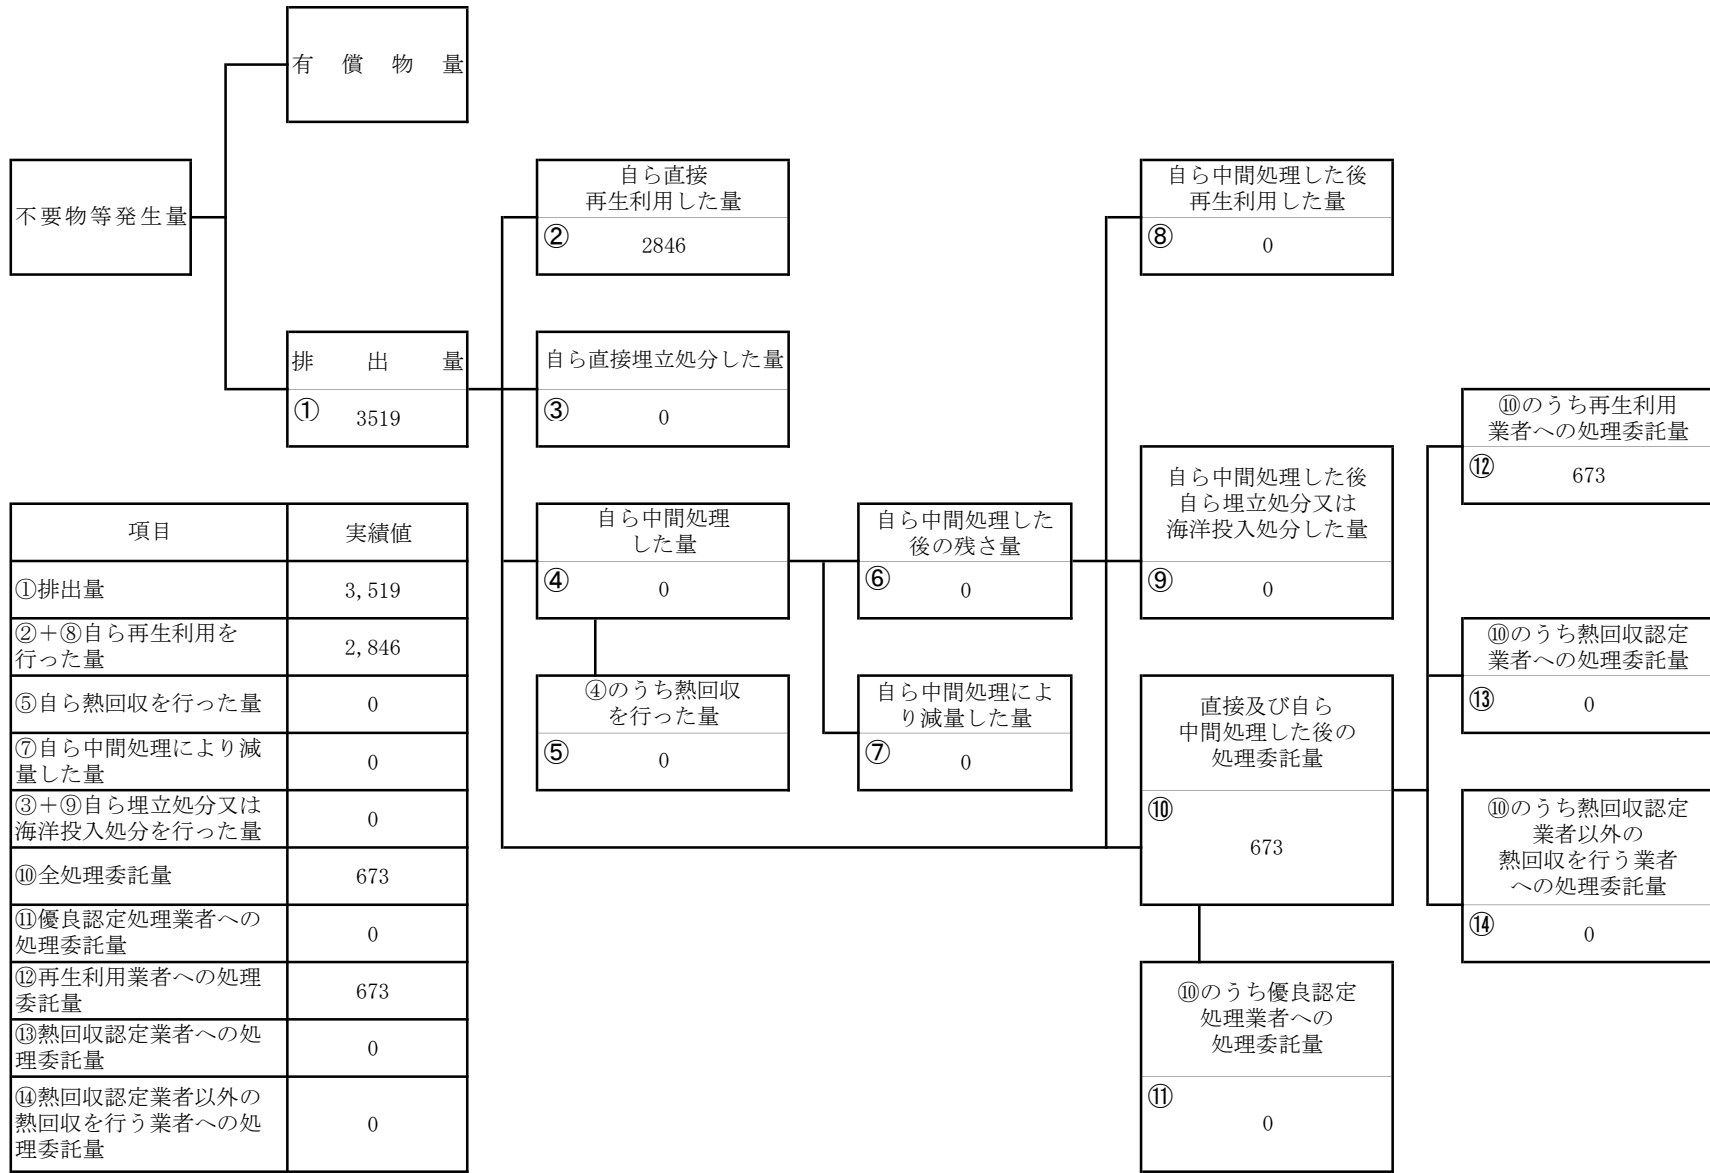 有償物量
不要物等発生量
排出量
①
3519
自ら直接
再生利用した量
②
2846
自ら直接埋立処分した量
③
0
自ら中間処理
した量
④
0
④のうち熱回収
を行った量
⑤
0
自ら中間処理した
後の残さ量
⑥
0
自ら中間処理によ
り減量した量
⑦
0
自ら中間処理した後
再生利用した量
⑧
0
自ら中間処理した後
自ら埋立処分又は
海洋投入処分した量
⑨
0
直接及び自ら
中間処理した後の
処理委託量
⑩
673
⑩のうち優良認定
処理業者への
処理委託量
⑪
0
⑩のうち再生利用
業者への処理委託量
⑫
673
⑩のうち熱回収認定
業者への処理委託量
⑬
0
⑩のうち熱回収認定
業者以外の
熱回収を行う業者
への処理委託量
⑭
0
項目 実績値
①排出量 3,519
②+⑧自ら再生利用を
行った量 2,846
⑤自ら熱回収を行った量 0
⑦自ら中間処理により減
量した量 0
③+⑨自ら埋立処分又は
海洋投入処分を行った量 0
⑩全処理委託量 673
⑪優良認定処理業者への
処理委託量 0
⑫再生利用業者への処理
委託量 673
⑬熱回収認定業者への処
理委託量 0
⑭熱回収認定業者以外の
熱回収を行う業者への処
理委託量 0